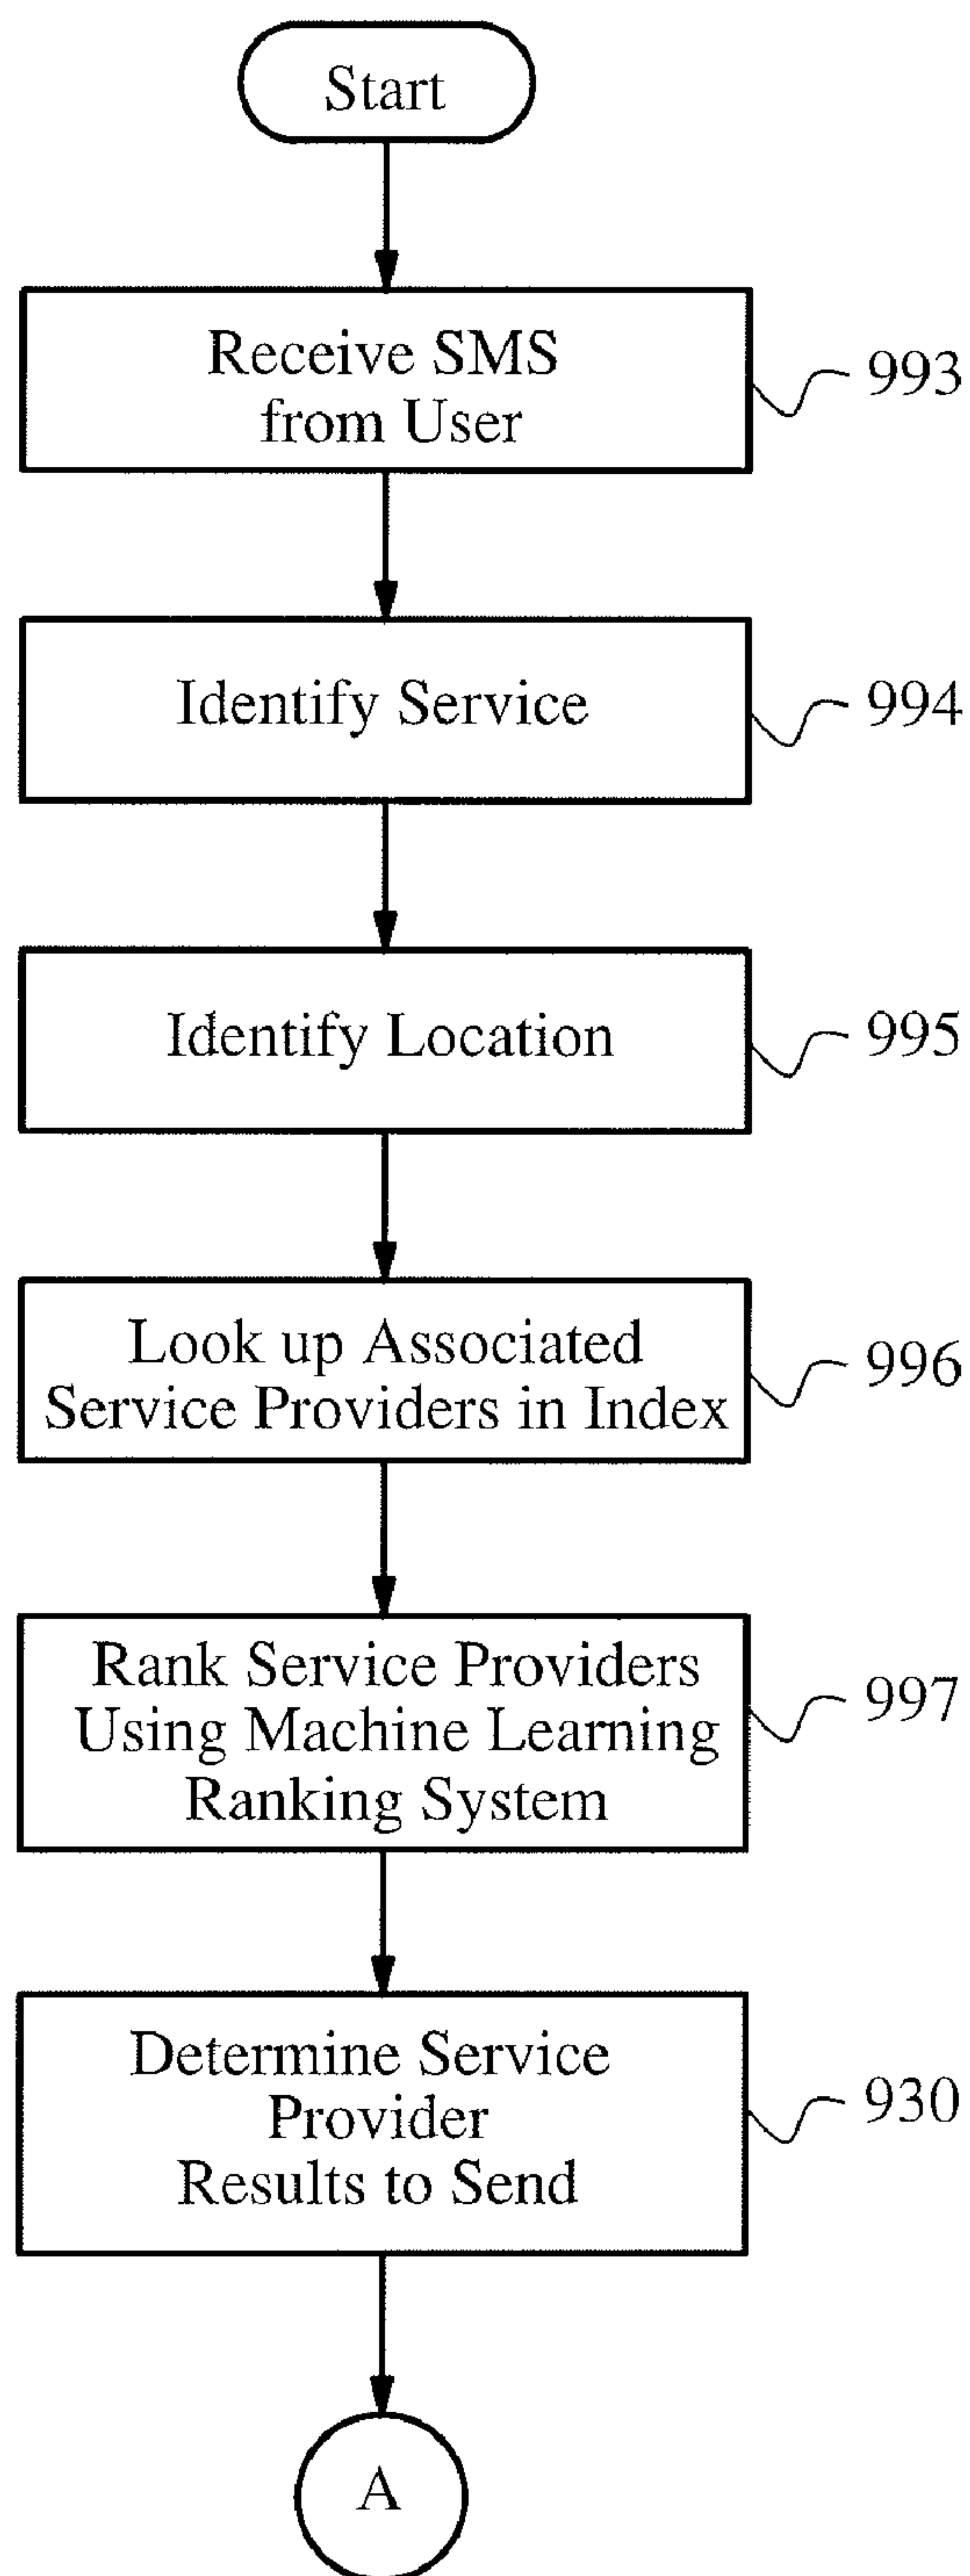 Start
Receive SMS
from User
993
Identify Service
994
Identify Location
995
Look up Associated
Service Providers in Index
996
Rank Service Providers
Using Machine Learning
Ranking System
997
Determine Service
Provider
Results to Send
930
A